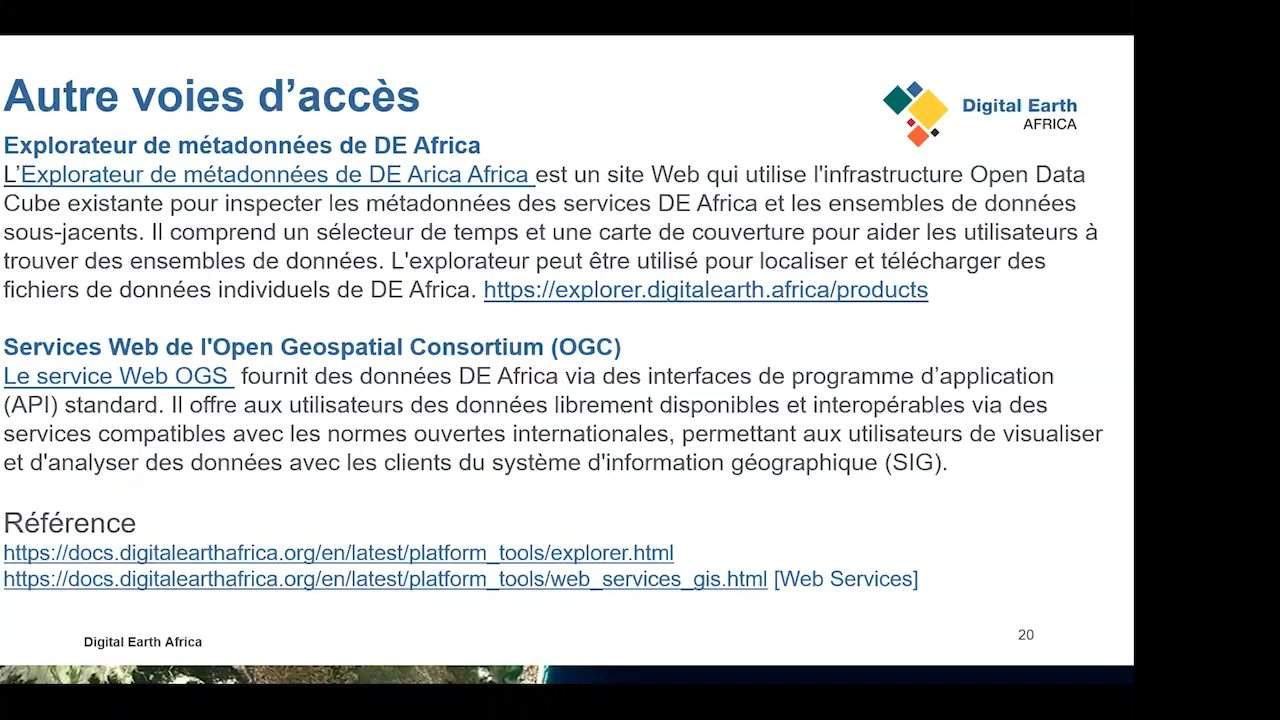 Autre voies d’accès
Digital Earth
AFRICA
Explorateur de métadonnées de DE Africa
L’Explorateur de métadonnées de DE Arica Africa est un site Web qui utilise l'infrastructure Open Data
Cube existante pour inspecter les métadonnées des services DE Africa et les ensembles de données
sous-jacents. Il comprend un sélecteur de temps et une carte de couverture pour aider les utilisateurs à
trouver des ensembles de données. L'explorateur peut être utilisé pour localiser et télécharger des
fichiers de données individuels de DE Africa. https://explorer.digitalearth.africa/products
Services Web de l'Open Geospatial Consortium (OGC)
Le service Web OGS fournit des données DE Africa via des interfaces de programme d’application
(API) standard. Il offre aux utilisateurs des données librement disponibles et interopérables via des
services compatibles avec les normes ouvertes internationales, permettant aux utilisateurs de visualiser
et d'analyser des données avec les clients du système d'information géographique (SIG).
Référence
https://docs.digitalearthafrica.org/en/latest/platform_tools/explorer.html
https://docs.digitalearthafrica.org/en/latest/platform_tools/web_services_gis.html [Web Services]
Digital Earth Africa
20